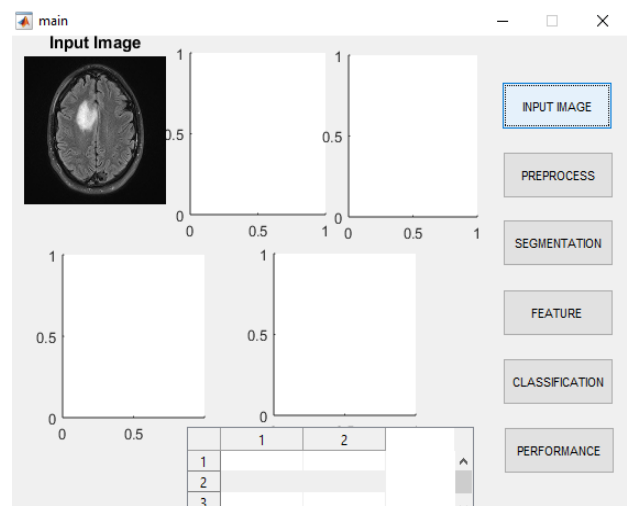 main
Input Image
1
0.5
0
0 0.5 1
1
0.5
0
0 0.5 1
INPUT IMAGE
PREPROCESS
SEGMENTATION
FEATURE
CLASSIFICATION
PERFORMANCE
1
0.5
0
0 0.5
1
0.5
0
1 2
1
2
3